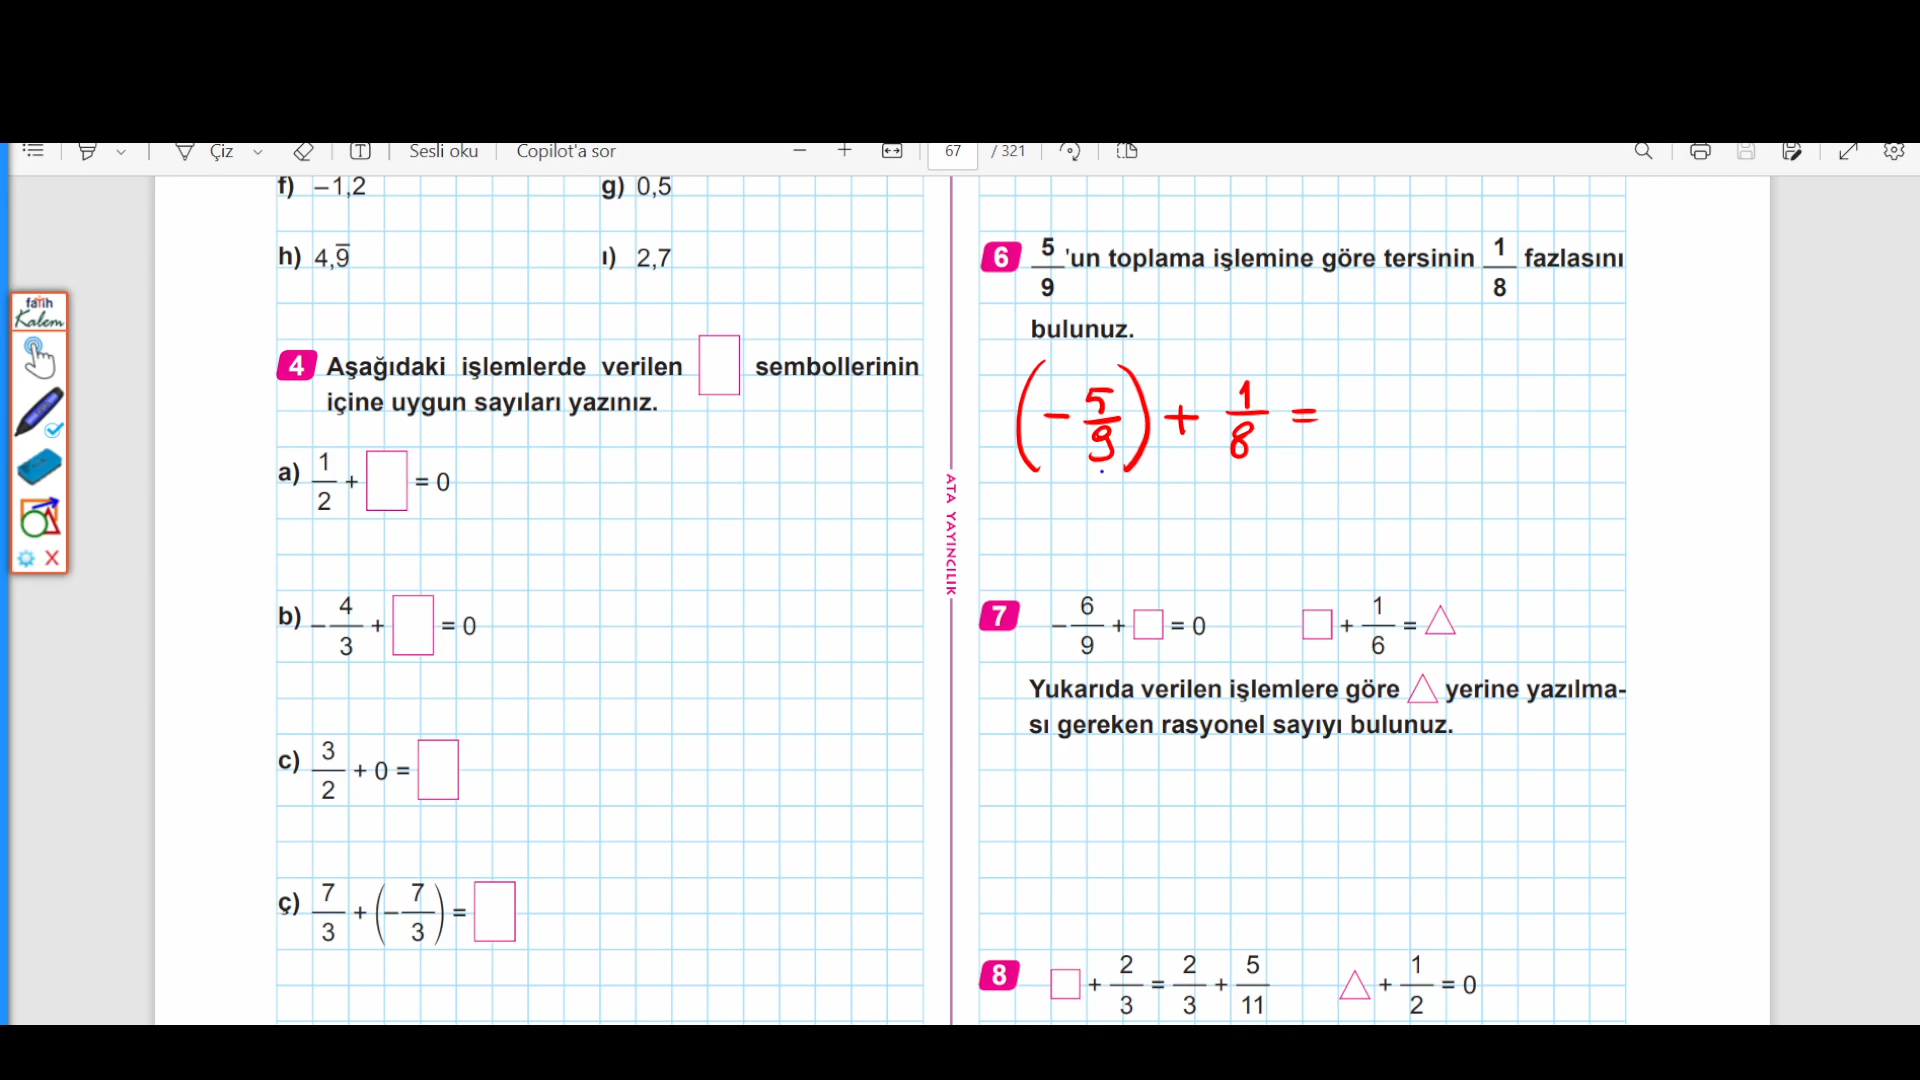 Çiz
Sesli oku
Copilot'a sor
67 / 321
fatih
Kalem
f) –1,2
g) 0,5
h) 4,9̅
ı) 2,7
4 Aşağıdaki işlemlerde verilen □ sembollerinin
içine uygun sayıları yazınız.
a) 1/2 + □ = 0
b) –4/3 + □ = 0
c) 3/2 + 0 = □
ç) 7/3 + (–7/3) = □
ATA YAYINCILIK
6 5/9 'un toplama işlemine göre tersinin 1/8 fazlasını
bulunuz.
(–5/9) + 1/8 =
7 –6/9 + □ = 0 □ + 1/6 = △
Yukarıda verilen işlemlere göre △ yerine yazılma-
sı gereken rasyonel sayıyı bulunuz.
8 □ + 2/3 = 2/3 + 5/11 △ + 1/2 = 0